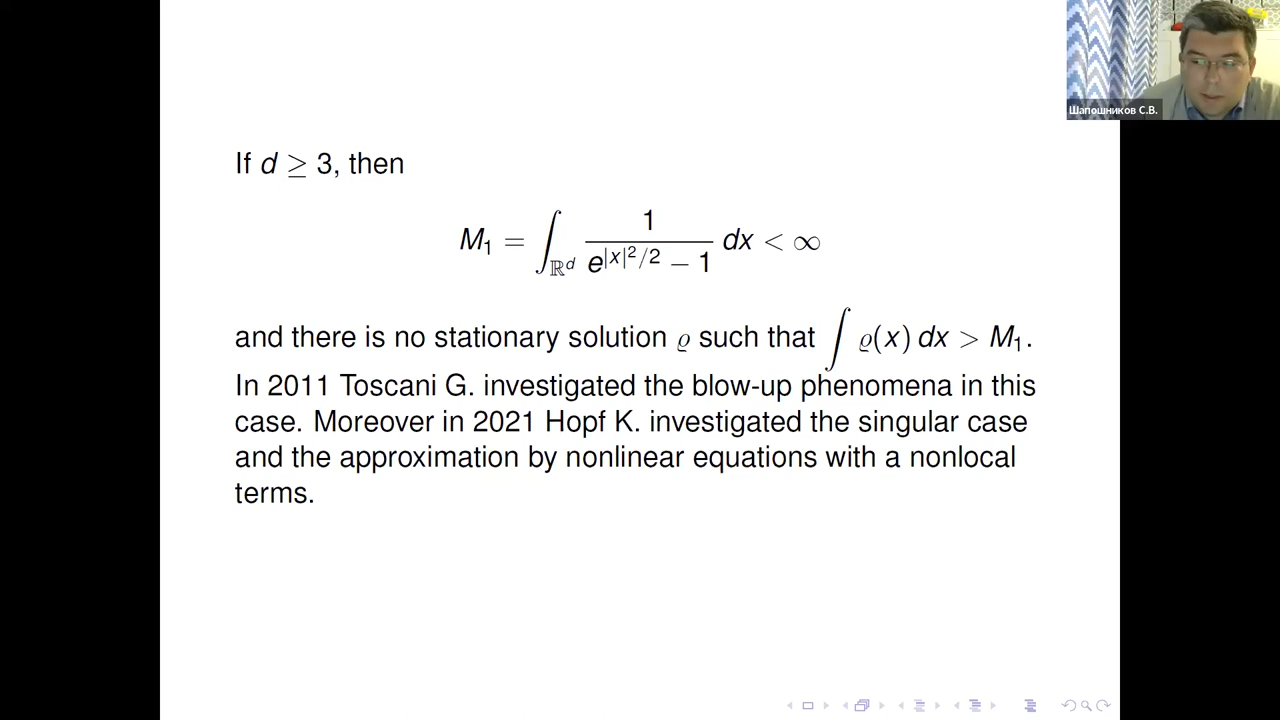 Шапошников С.В.
If d ≥ 3, then
M₁ = ∫_{ℝᵈ} 1 / (e^{|x|²/2} − 1) dx < ∞
and there is no stationary solution ϱ such that ∫ ϱ(x) dx > M₁.
In 2011 Toscani G. investigated the blow-up phenomena in this
case. Moreover in 2021 Hopf K. investigated the singular case
and the approximation by nonlinear equations with a nonlocal
terms.